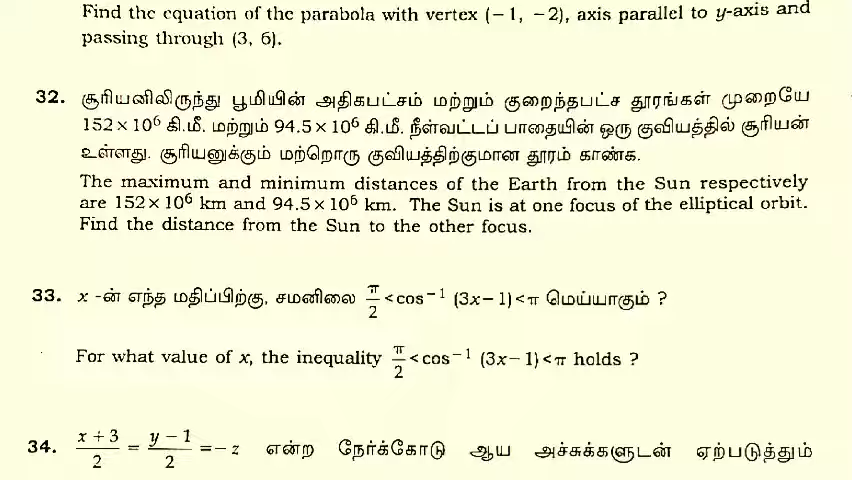 Find the equation of the parabola with vertex (−1, −2), axis parallel to y-axis and
passing through (3, 6).
32. சூரியனிலிருந்து பூமியின் அதிகபட்சம் மற்றும் குறைந்தபட்ச தூரங்கள் முறையே
152×10⁶ கி.மீ. மற்றும் 94.5×10⁶ கி.மீ. நீள்வட்டப் பாதையின் ஒரு குவியத்தில் சூரியன்
உள்ளது. சூரியனுக்கும் மற்றொரு குவியத்திற்குமான தூரம் காண்க.
The maximum and minimum distances of the Earth from the Sun respectively
are 152×10⁶ km and 94.5×10⁶ km. The Sun is at one focus of the elliptical orbit.
Find the distance from the Sun to the other focus.
33. x -ன் எந்த மதிப்பிற்கு, சமனிலை π/2 < cos⁻¹ (3x−1) < π மெய்யாகும் ?
For what value of x, the inequality π/2 < cos⁻¹ (3x−1) < π holds ?
34. (x+3)/2 = (y−1)/2 = −z என்ற நேர்க்கோடு ஆய அச்சுக்களுடன் ஏற்படுத்தும்